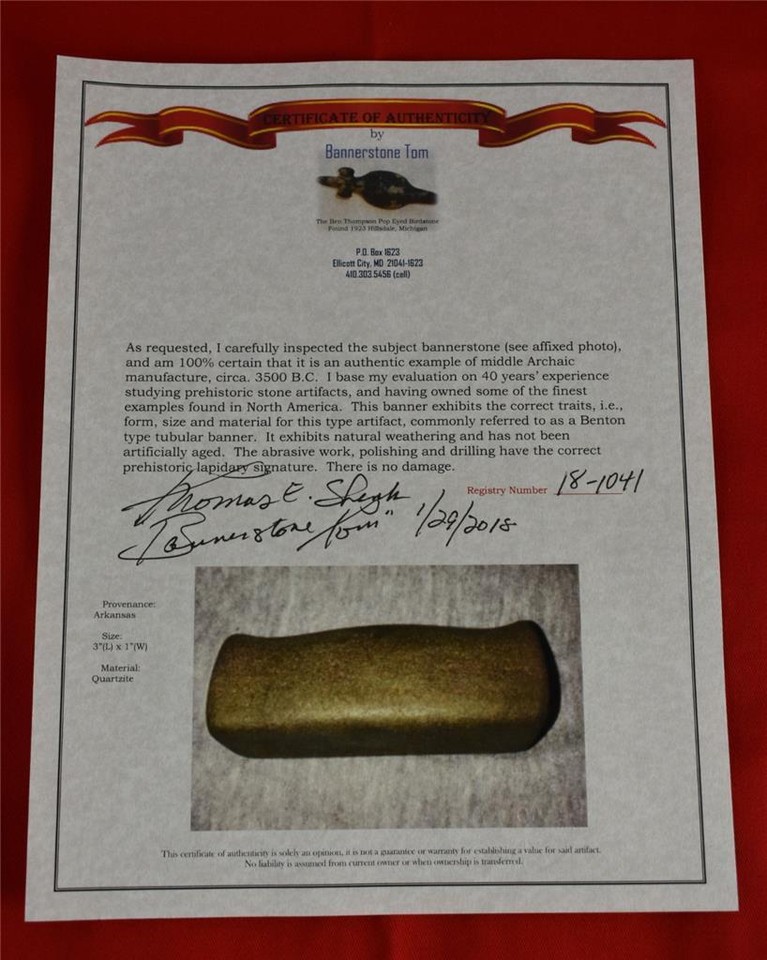 CERTIFICATE OF AUTHENTICITY
by
Bannerstone Tom
The Ben Thompson Pop Eyed Birdstone
Found 1923 Hillsdale, Michigan
P.O. Box 1623
Ellicott City, MD 21041-1623
410.303.5456 (cell)
As requested, I carefully inspected the subject bannerstone (see affixed photo),
and am 100% certain that it is an authentic example of middle Archaic
manufacture, circa. 3500 B.C. I base my evaluation on 40 years' experience
studying prehistoric stone artifacts, and having owned some of the finest
examples found in North America. This banner exhibits the correct traits, i.e.,
form, size and material for this type artifact, commonly referred to as a Benton
type tubular banner. It exhibits natural weathering and has not been
artificially aged. The abrasive work, polishing and drilling have the correct
prehistoric lapidary signature. There is no damage.
Registry Number 18-1041
Thomas E.
"Bannerstone Tom" 1/29/2018
Provenance:
Arkansas
Size:
3"(L) x 1"(W)
Material:
Quartzite
This certificate of authenticity is solely an opinion, it is not a guarantee or warranty for establishing a value for said artifact.
No liability is assumed from current owner or when ownership is transferred.